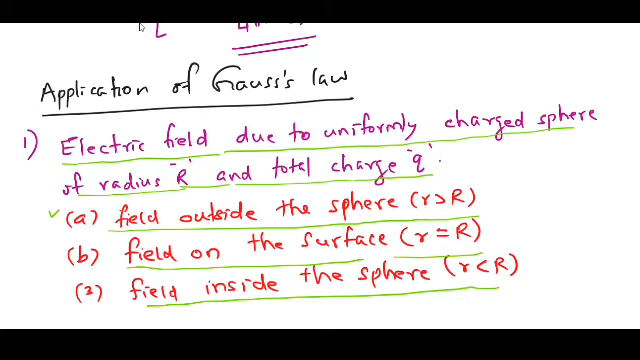 Application of Gauss's law
1) Electric field due to uniformly charged sphere
of radius "R" and total charge "q".
(a) field outside the sphere (r>R)
(b) field on the surface (r=R)
(3) field inside the sphere (r<R)